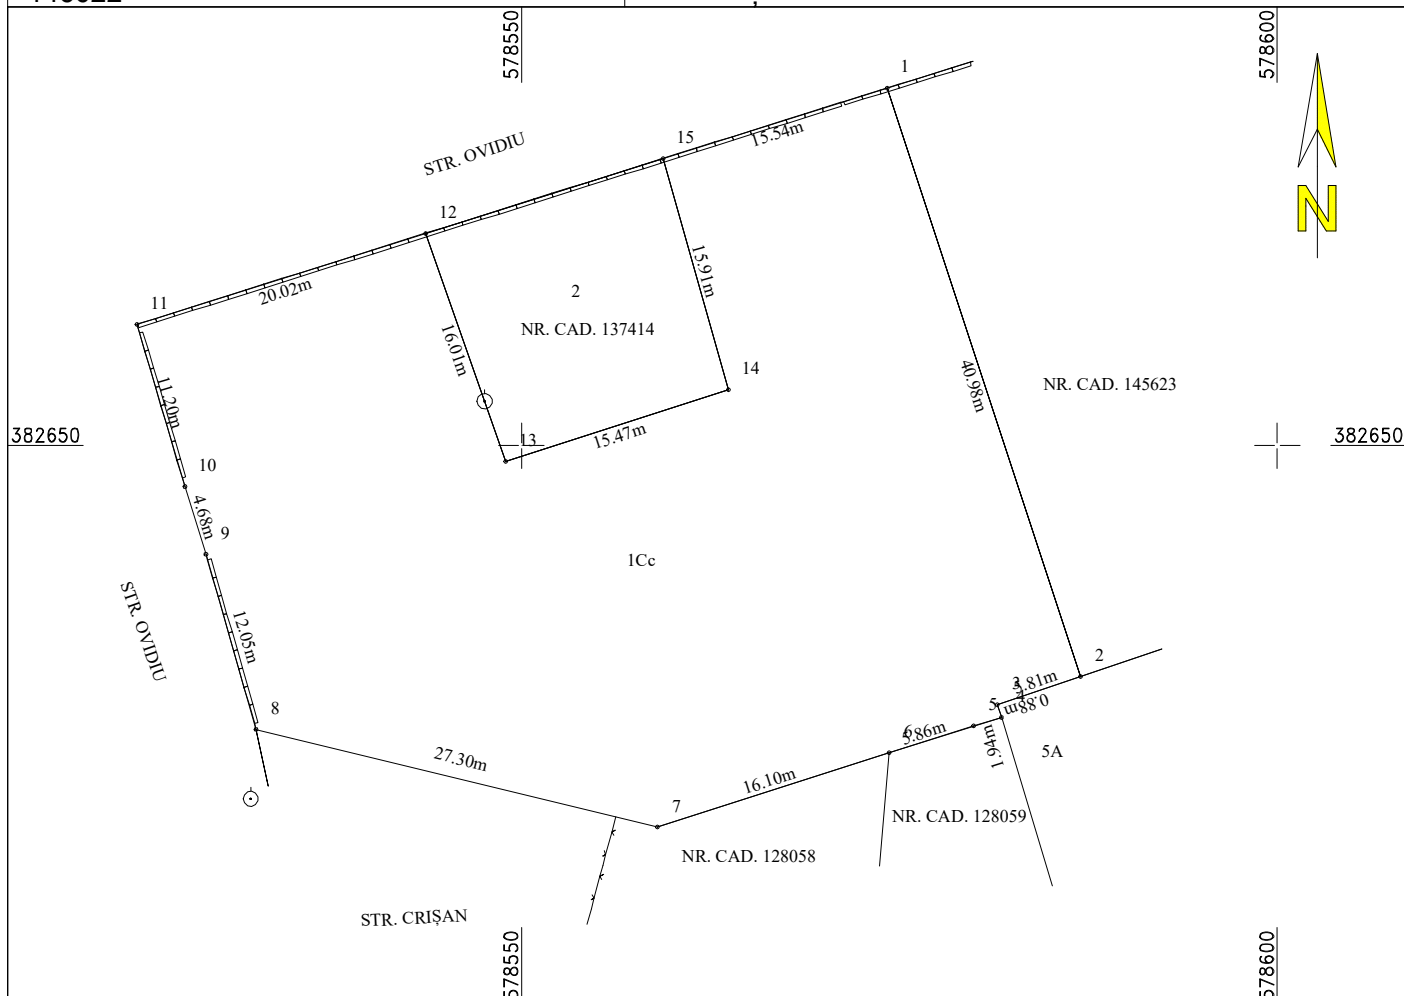 578550
578600
1
15
15.54m
STR. OVIDIU
12
N
11
20.02m
2
15.91m
NR. CAD. 137414
16.01m
14
40.98m
NR. CAD. 145623
11.20m
382650
13
15.47m
382650
10
4.68m
9
1Cc
STR. OVIDIU
12.05m
2
3
5.81m
4
0.88m
8
5
6
5.86m
1.94m
5A
27.30m
16.10m
7
NR. CAD. 128059
NR. CAD. 128058
STR. CRIȘAN
578550
578600